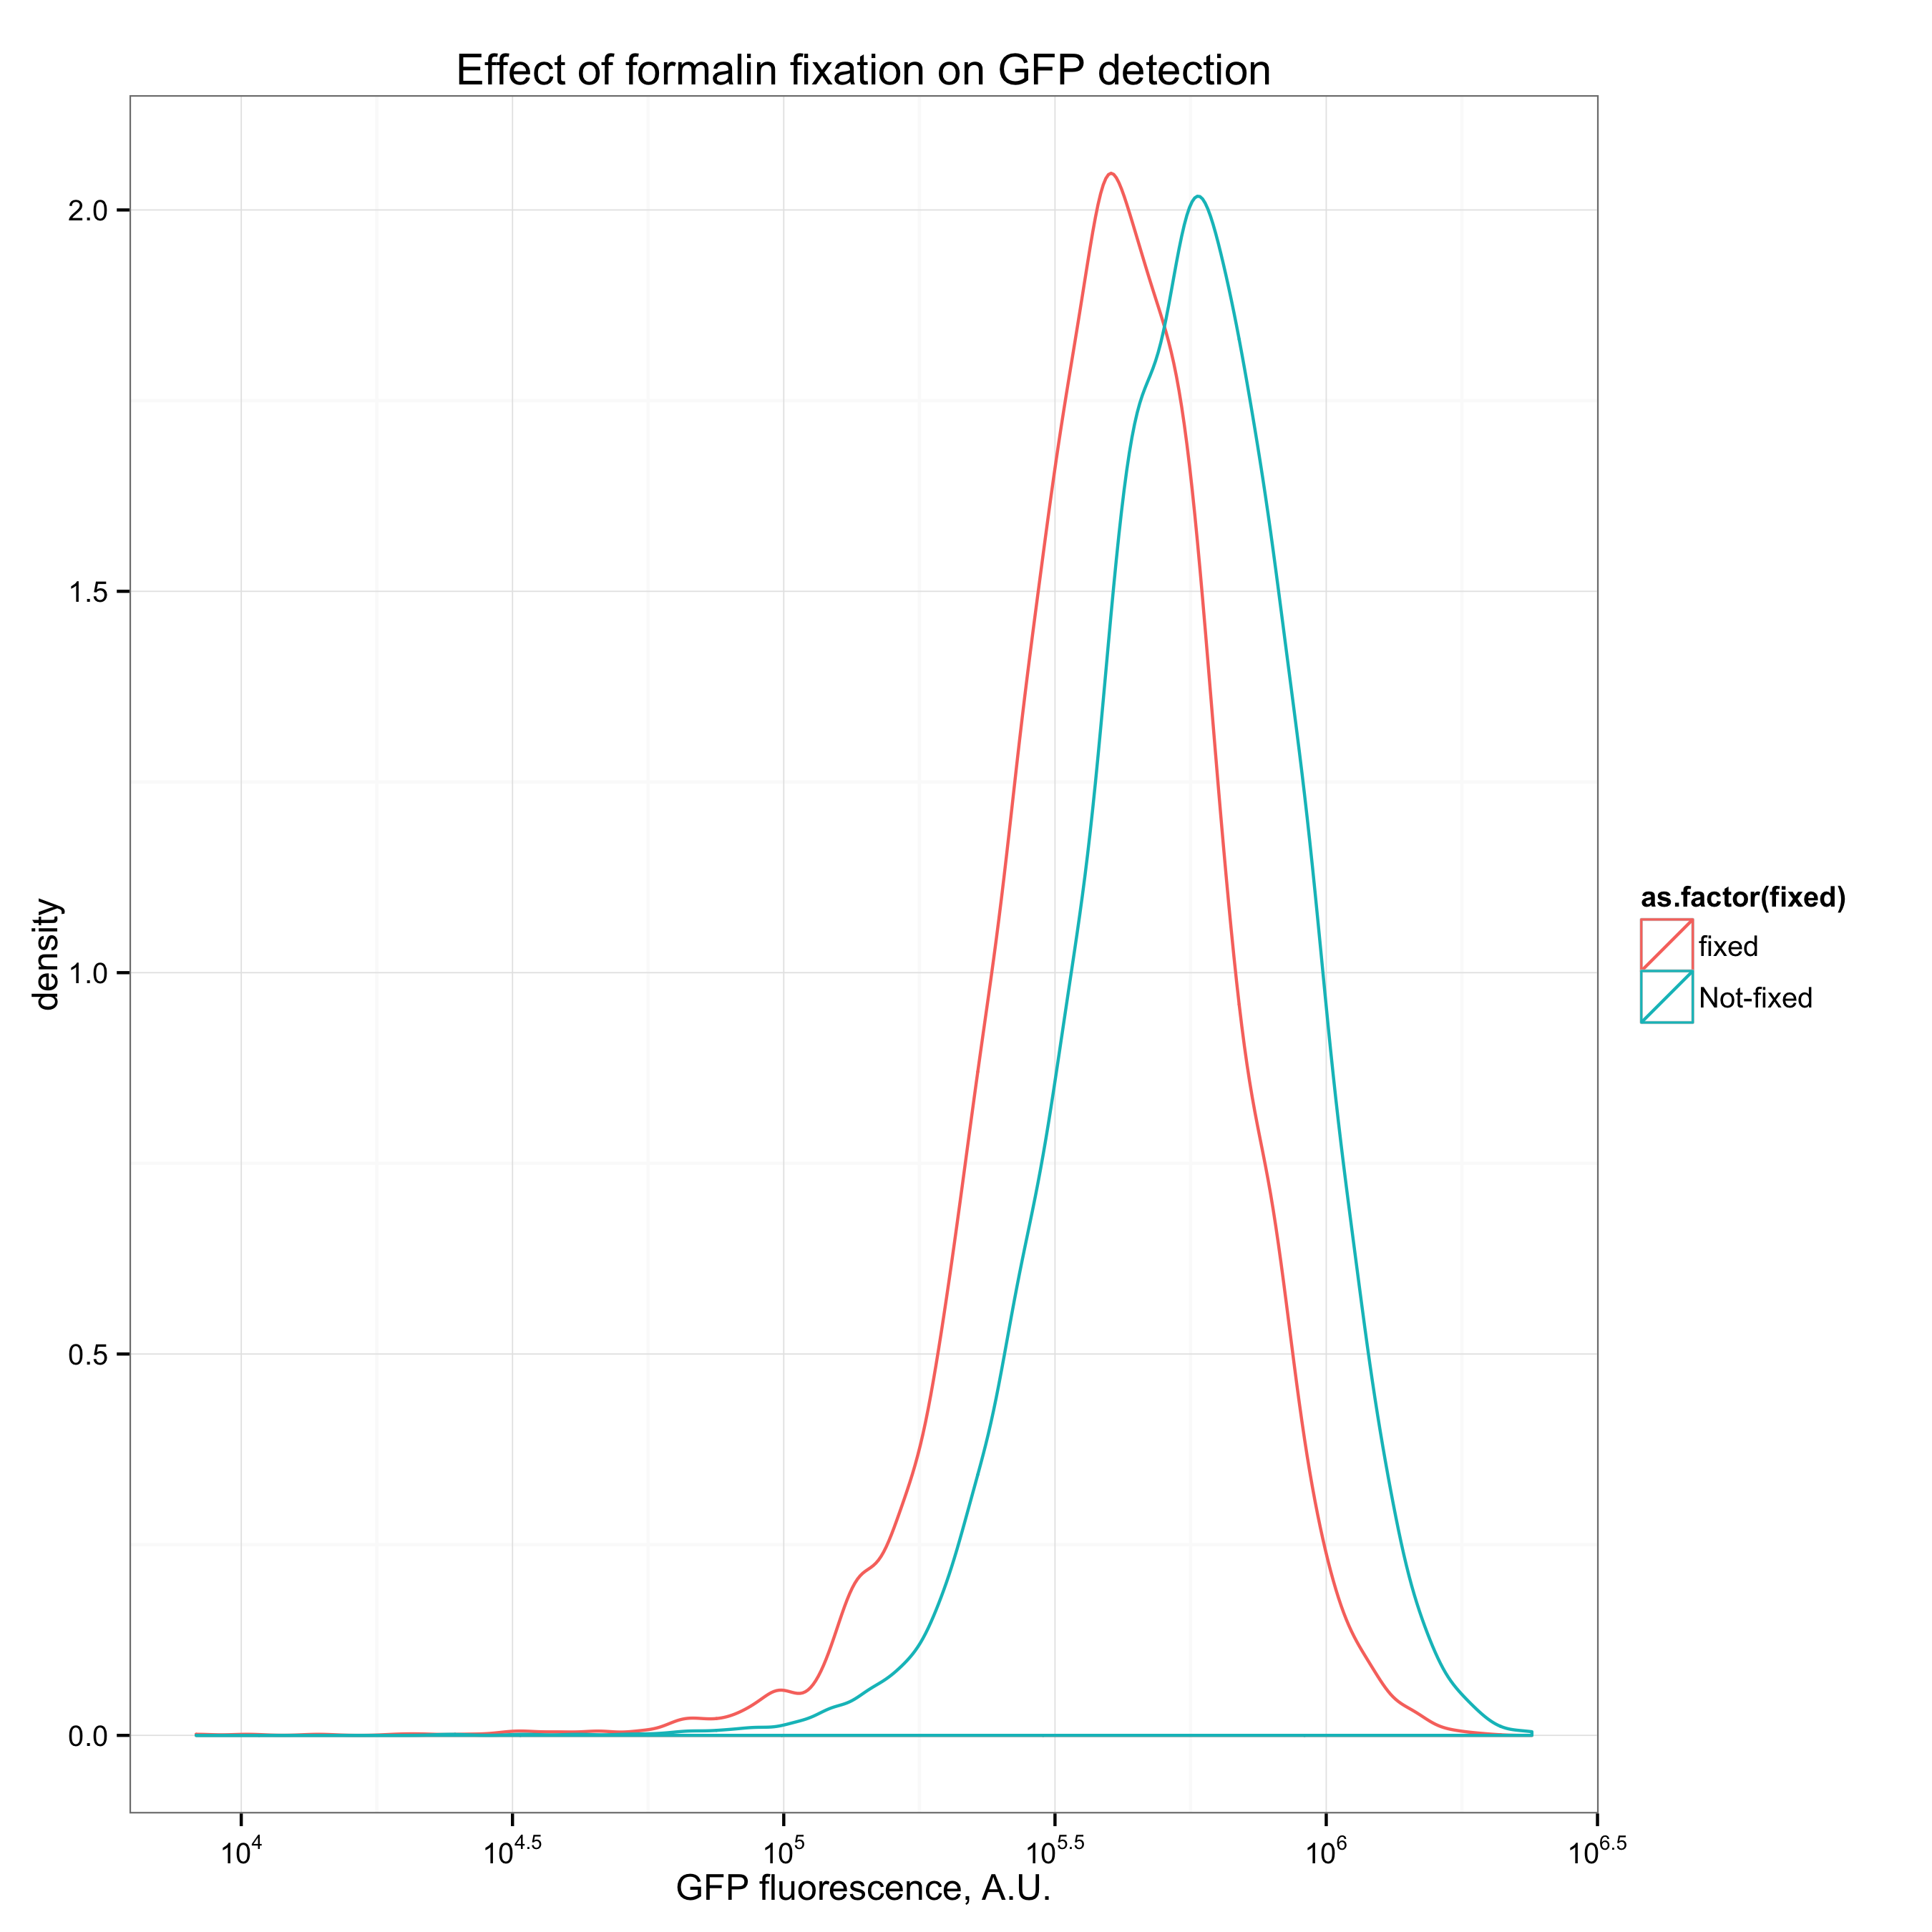 Effect of formalin fixation on GFP detection
2.0
1.5
1.0
0.5
0.0
density
10^4 10^4.5 10^5 10^5.5 10^6 10^6.5
GFP fluorescence, A.U.
as.factor(fixed)
fixed
Not-fixed